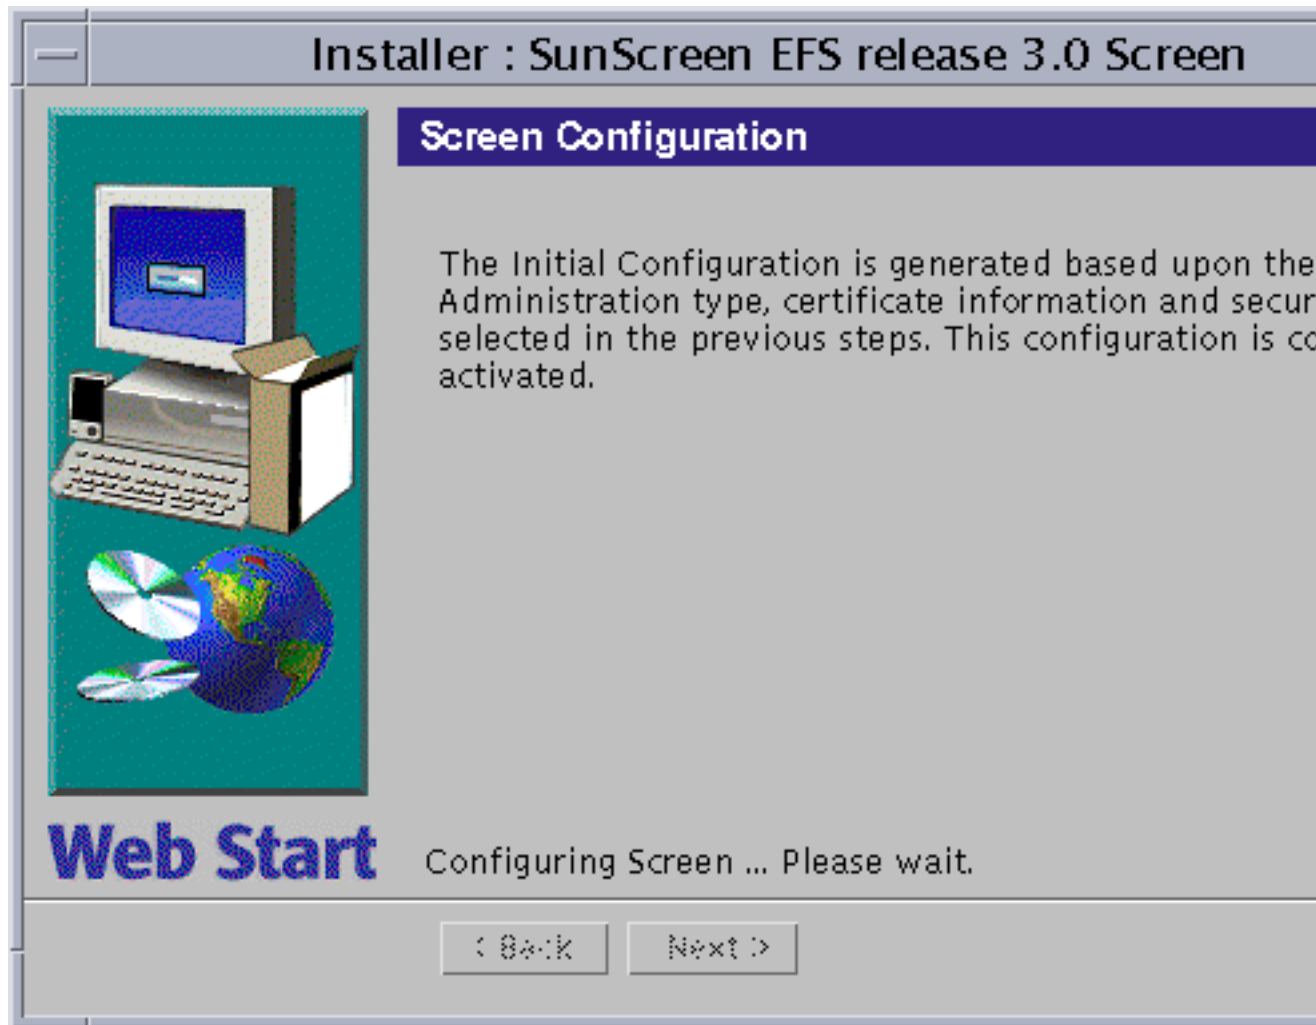 Installer : SunScreen EFS release 3.0 Screen
Screen Configuration
The Initial Configuration is generated based upon the
Administration type, certificate information and secur
selected in the previous steps. This configuration is co
activated.
Web Start
Configuring Screen ... Please wait.
< Back Next >